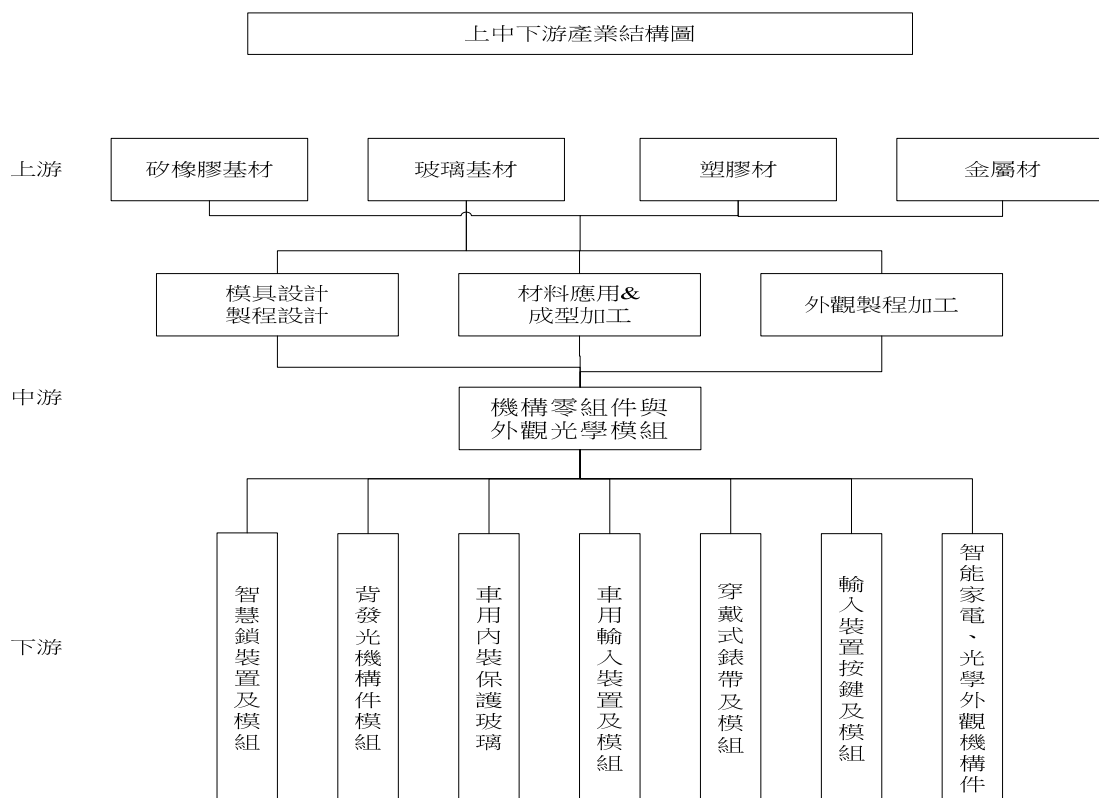 上中下游產業結構圖
上游
矽橡膠基材
玻璃基材
塑膠材
金屬材
模具設計
製程設計
材料應用&
成型加工
外觀製程加工
中游
機構零組件與
外觀光學模組
下游
智慧鎖裝置及模組
背發光機構件模組
車用內裝保護玻璃
車用輸入裝置及模組
穿戴式錶帶及模組
輸入裝置按鍵及模組
智能家電、光學外觀機構件